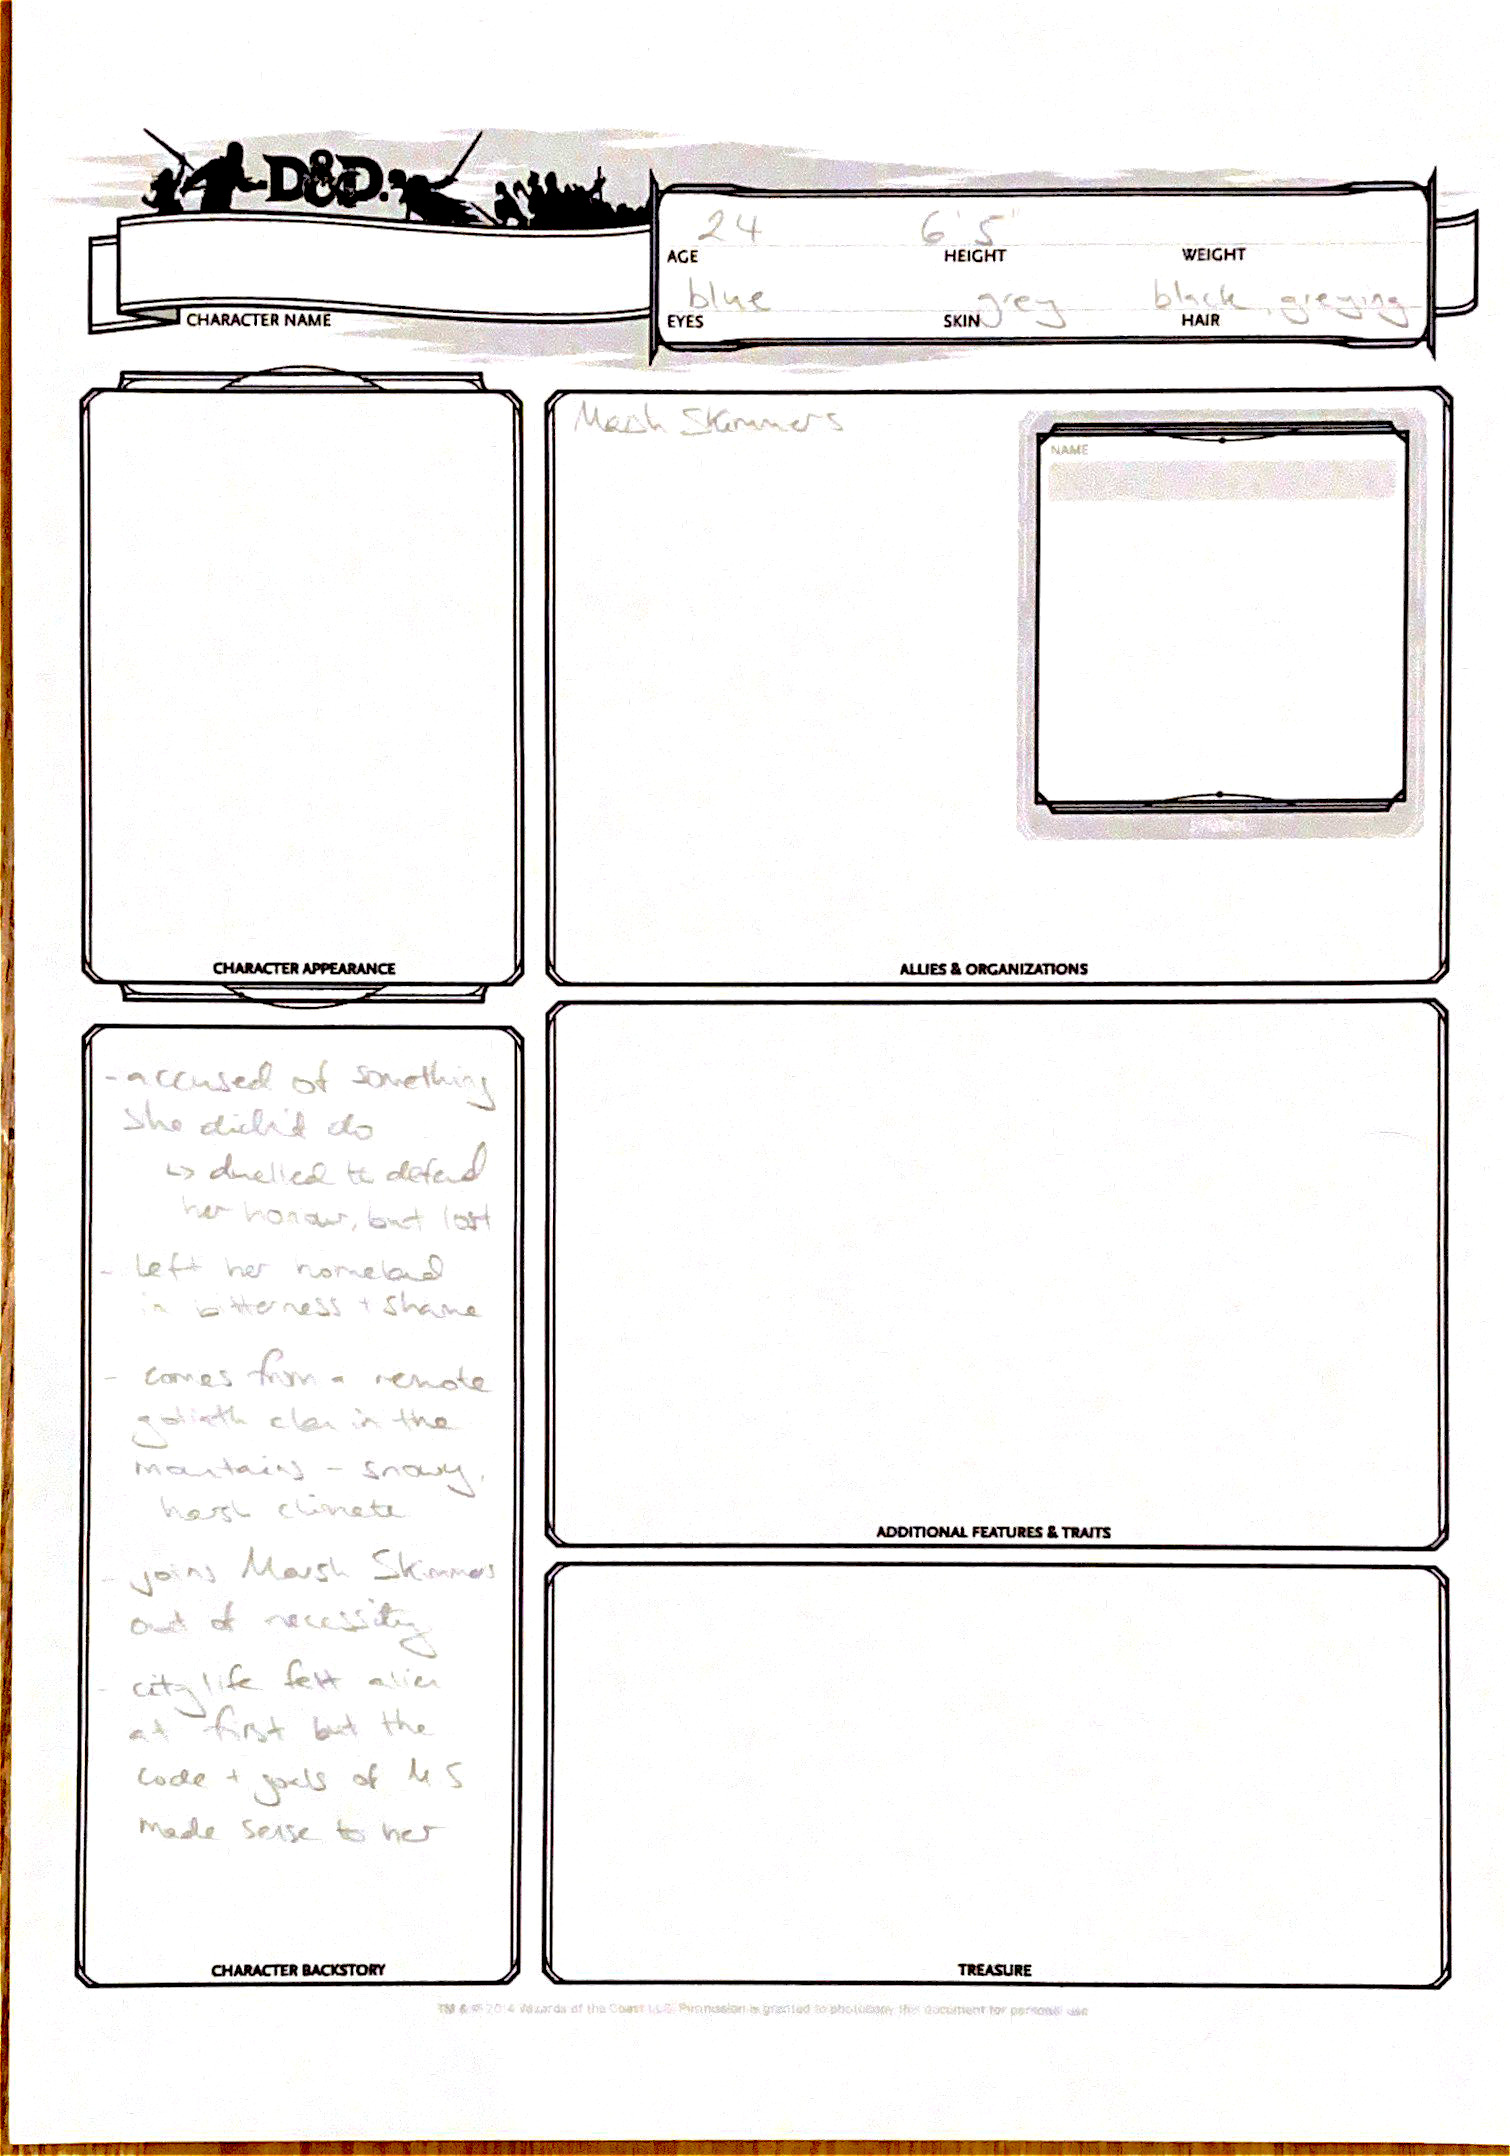 D&D
24 6'5"
AGE HEIGHT WEIGHT
blue grey black, greying
EYES SKIN HAIR
CHARACTER NAME
Marsh Skimmers
NAME
CHARACTER APPEARANCE
ALLIES & ORGANIZATIONS
- accused of something
she didn't do
↳ duelled to defend
her honour, but lost
- left her homeland
in bitterness + shame
- comes from a remote
goliath clan in the
mountains - snowy,
harsh climate
- joins Marsh Skimmers
out of necessity
- city life felt alien
at first but the
code + goals of MS
made sense to her
CHARACTER BACKSTORY
ADDITIONAL FEATURES & TRAITS
TREASURE
TM & © 2014 Wizards of the Coast LLC. Permission is granted to photocopy this document for personal use.